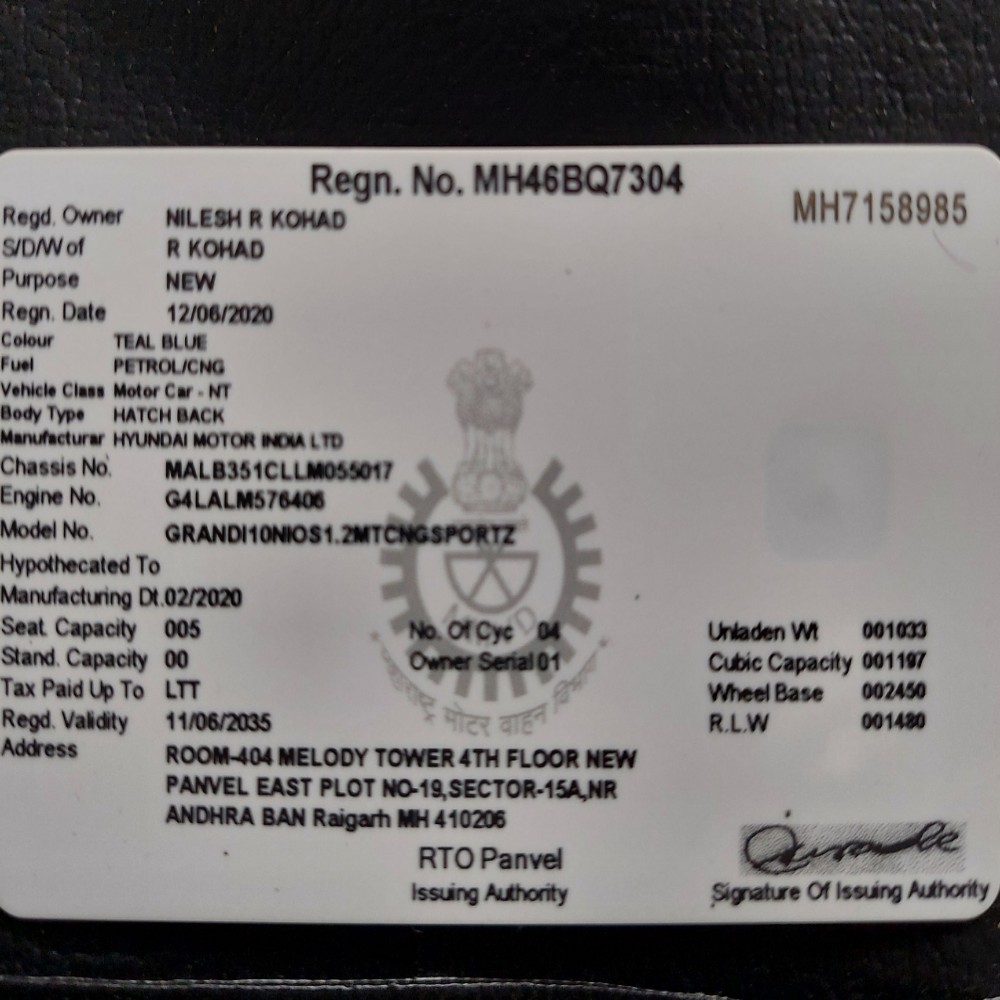 Regn. No. MH46BQ7304
MH7158985
Regd. Owner NILESH R KOHAD
S/D/W of R KOHAD
Purpose NEW
Regn. Date 12/06/2020
Colour TEAL BLUE
Fuel PETROL/CNG
Vehicle Class Motor Car - NT
Body Type HATCH BACK
Manufacturar HYUNDAI MOTOR INDIA LTD
Chassis No. MALB351CLLM055017
Engine No. G4LALM576406
Model No. GRANDI10NIOS1.2MTCNGSPORTZ
Hypothecated To
Manufacturing Dt.02/2020
Seat. Capacity 005 No. Of Cyc 04 Unladen Wt 001033
Stand. Capacity 00 Owner Serial 01 Cubic Capacity 001197
Tax Paid Up To LTT Wheel Base 002450
Regd. Validity 11/06/2035 R.L.W 001480
महाराष्ट्र मोटर वाहन विभाग
Address ROOM-404 MELODY TOWER 4TH FLOOR NEW
PANVEL EAST PLOT NO-19,SECTOR-15A,NR
ANDHRA BAN Raigarh MH 410206
RTO Panvel
Issuing Authority
Signature Of Issuing Authority